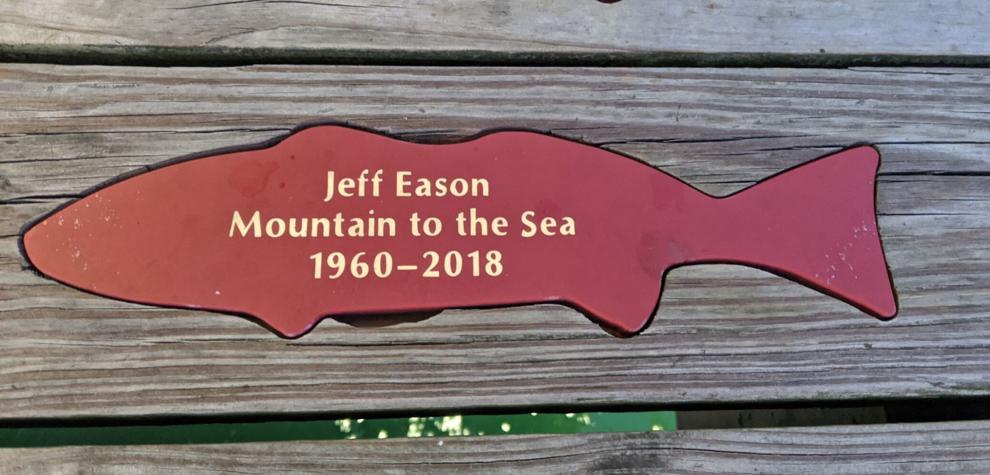 Jeff Eason
Mountain to the Sea
1960–2018